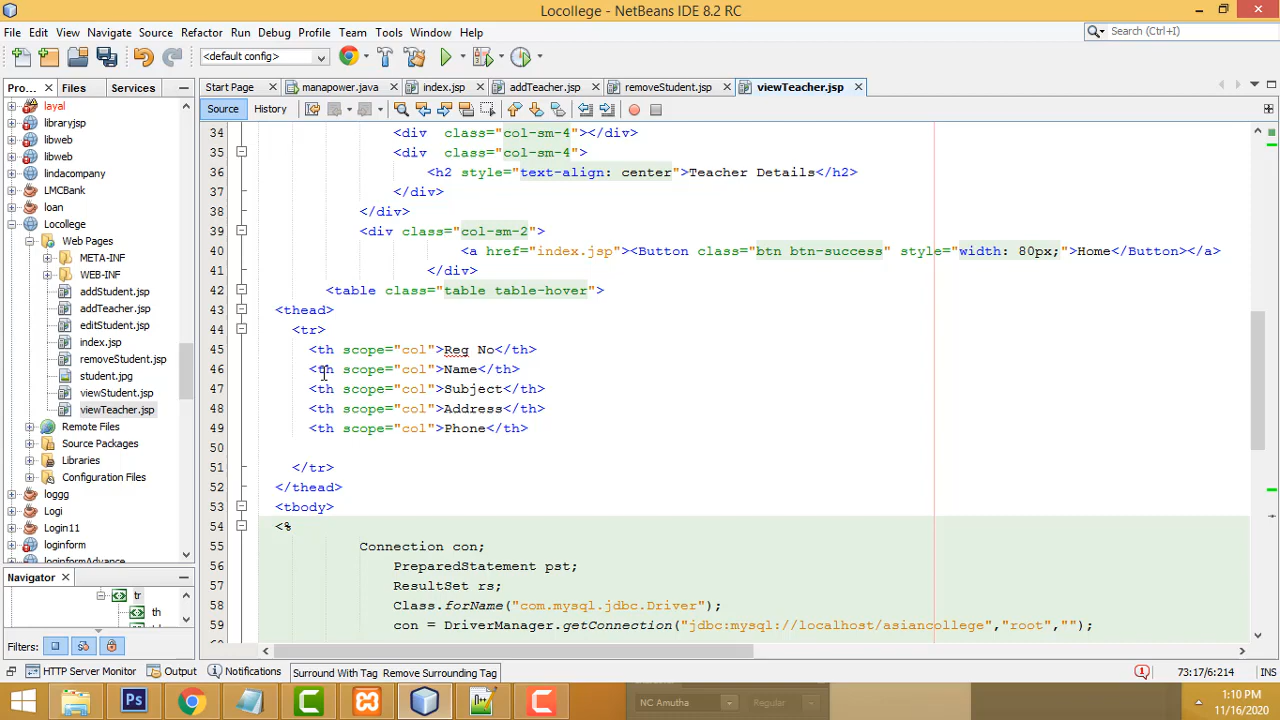 Locollege - NetBeans IDE 8.2 RC
File Edit View Navigate Source Refactor Run Debug Profile Team Tools Window Help
Search (Ctrl+I)
<default config>
Pro... Files Services
Start Page manapower.java index.jsp addTeacher.jsp removeStudent.jsp viewTeacher.jsp
Source History
layal
libraryjsp
libweb
libweb
lindacompany
LMCBank
loan
Locollege
Web Pages
META-INF
WEB-INF
addStudent.jsp
addTeacher.jsp
editStudent.jsp
index.jsp
removeStudent.jsp
student.jpg
viewStudent.jsp
viewTeacher.jsp
Remote Files
Source Packages
Libraries
Configuration Files
loggg
Logi
Login11
loginform
loginformAdvance
34 <div class="col-sm-4"></div>
35 <div class="col-sm-4">
36 <h2 style="text-align: center">Teacher Details</h2>
37 </div>
38 </div>
39 <div class="col-sm-2">
40 <a href="index.jsp"><Button class="btn btn-success" style="width: 80px;">Home</Button></a>
41 </div>
42 <table class="table table-hover">
43 <thead>
44 <tr>
45 <th scope="col">Reg No</th>
46 <th scope="col">Name</th>
47 <th scope="col">Subject</th>
48 <th scope="col">Address</th>
49 <th scope="col">Phone</th>
50
51 </tr>
52 </thead>
53 <tbody>
54 <%
55 Connection con;
56 PreparedStatement pst;
57 ResultSet rs;
58 Class.forName("com.mysql.jdbc.Driver");
59 con = DriverManager.getConnection("jdbc:mysql://localhost/asiancollege","root","");
Navigator
tr
th
Filters:
HTTP Server Monitor Output Notifications Surround With Tag Remove Surrounding Tag 73:17/6:214 INS
Ps
NC Amutha Regular
1:10 PM
11/16/2020